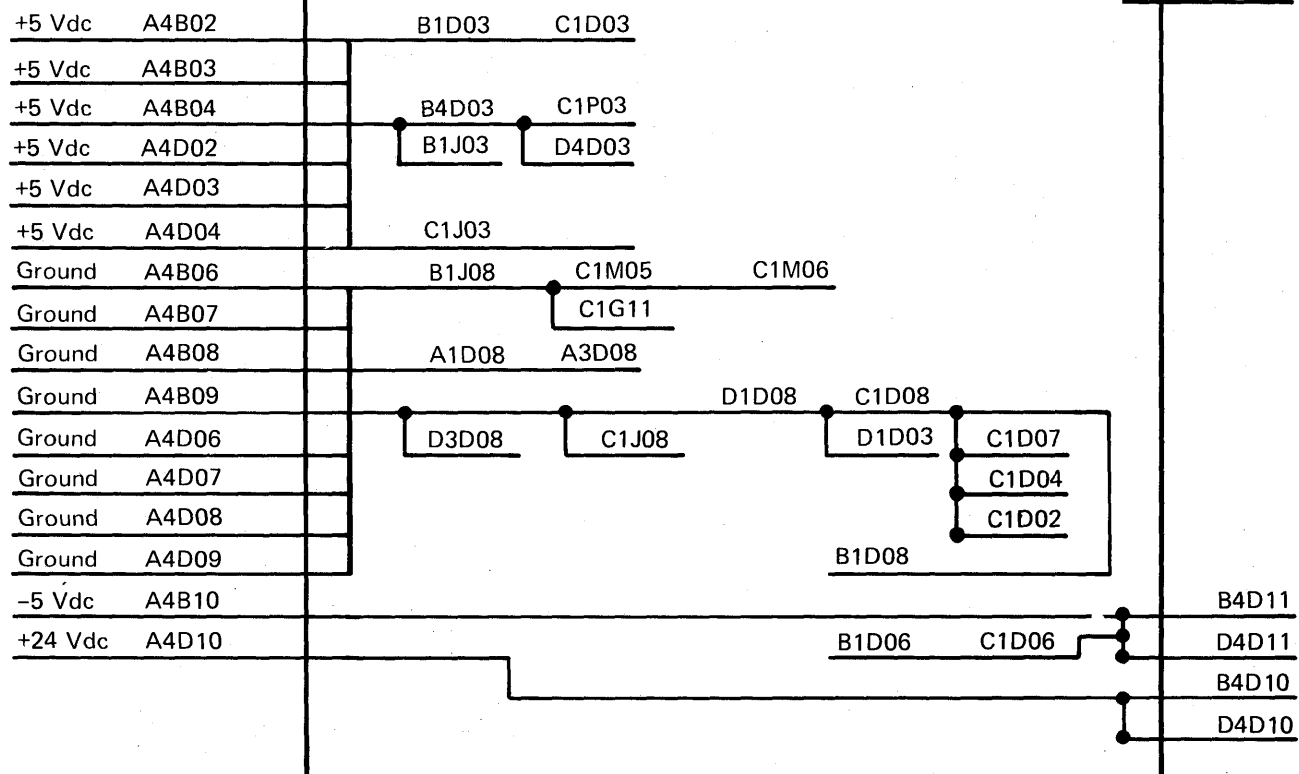 +5 Vdc A4B02 B1D03 C1D03
+5 Vdc A4B03
+5 Vdc A4B04 B4D03 C1P03
+5 Vdc A4D02 B1J03 D4D03
+5 Vdc A4D03
+5 Vdc A4D04 C1J03
Ground A4B06 B1J08 C1M05 C1M06
Ground A4B07 C1G11
Ground A4B08 A1D08 A3D08
Ground A4B09 D1D08 C1D08
Ground A4D06 D3D08 C1J08 D1D03 C1D07
Ground A4D07 C1D04
Ground A4D08 C1D02
Ground A4D09 B1D08
–5 Vdc A4B10 B4D11
+24 Vdc A4D10 B1D06 C1D06 D4D11
B4D10
D4D10